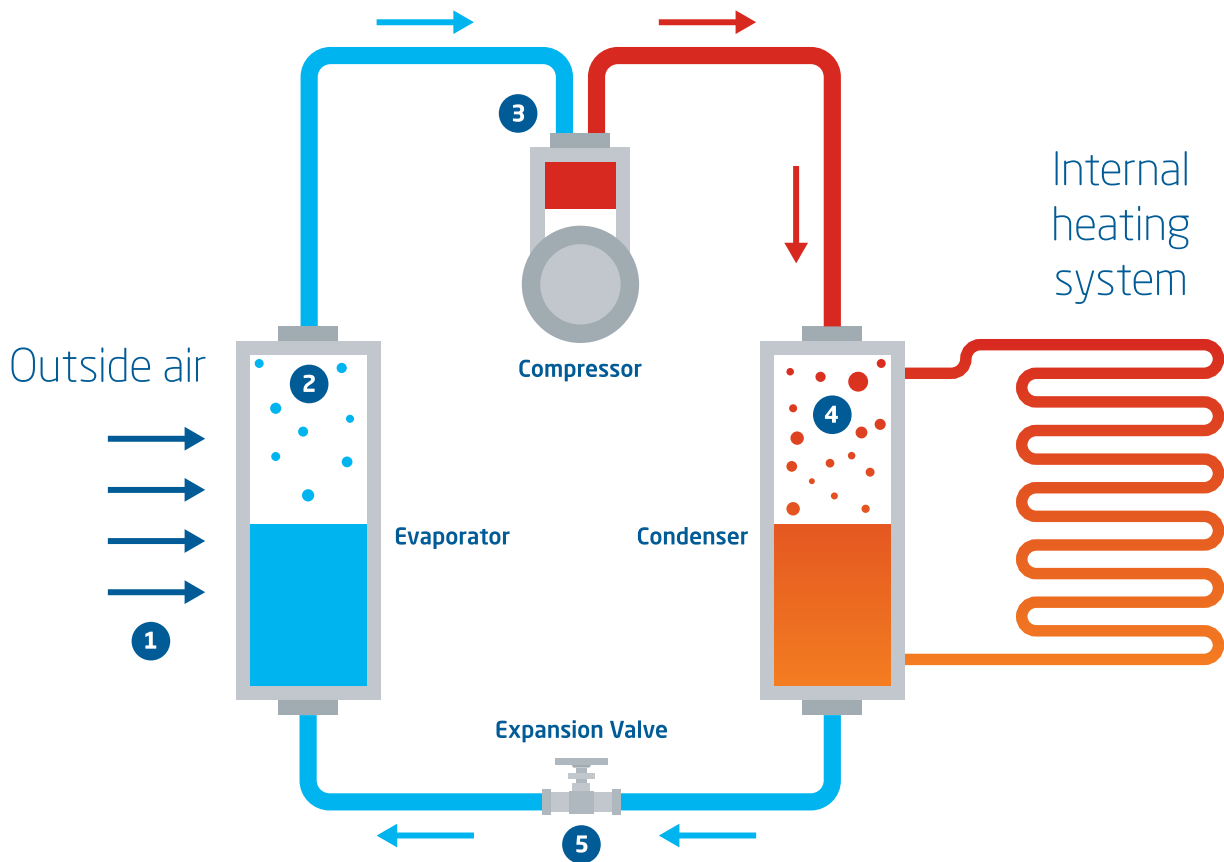 3
Internal
heating
system
Compressor
Outside air
2
4
Evaporator
Condenser
1
Expansion Valve
5